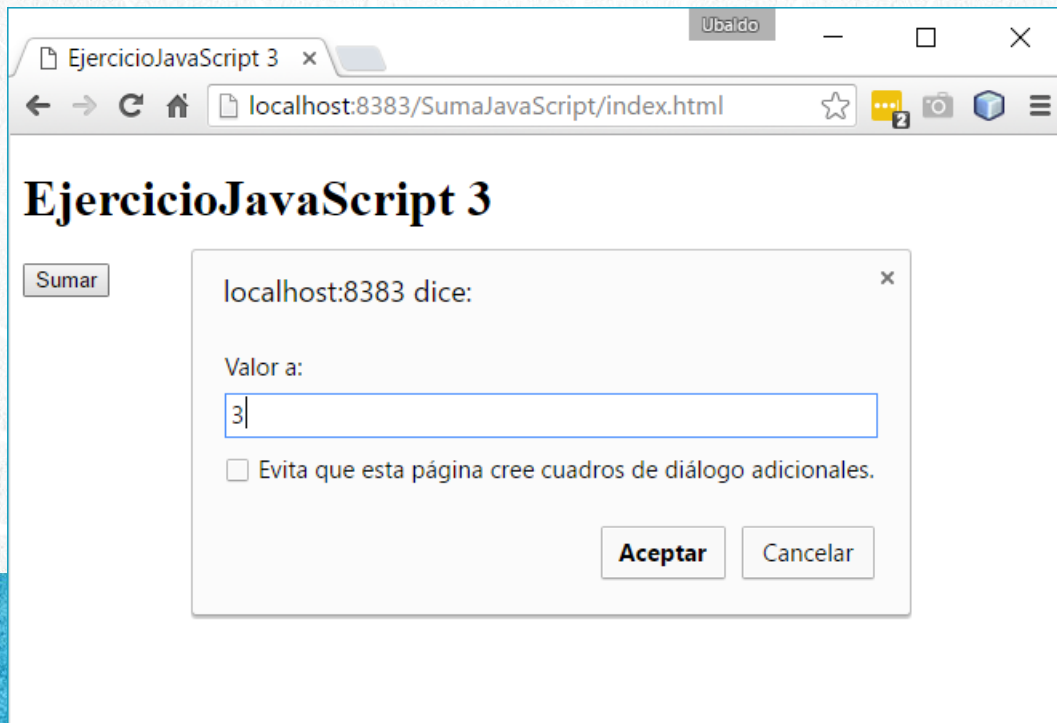 Ubaldo
EjercicioJavaScript 3
localhost:8383/SumaJavaScript/index.html
2
EjercicioJavaScript 3
Sumar
localhost:8383 dice:
Valor a:
3
Evita que esta página cree cuadros de diálogo adicionales.
Aceptar
Cancelar